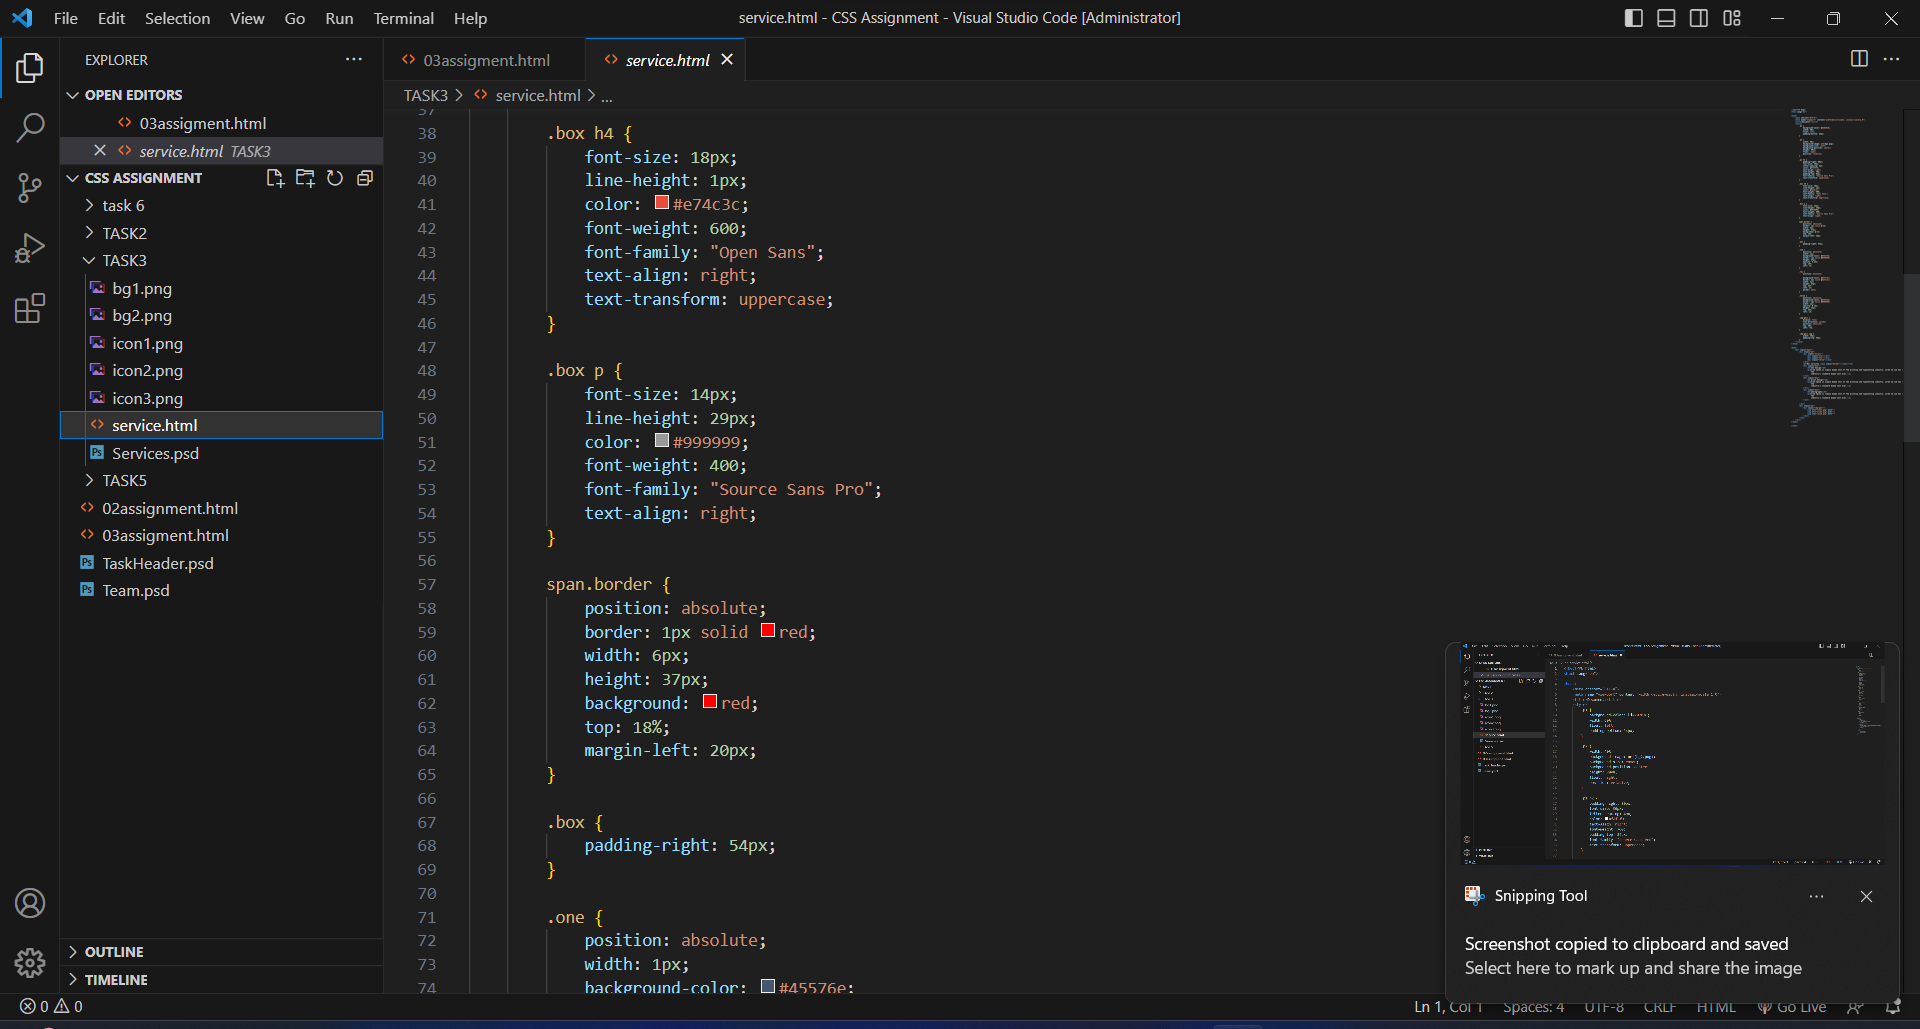 File Edit Selection View Go Run Terminal Help
service.html - CSS Assignment - Visual Studio Code [Administrator]
EXPLORER
OPEN EDITORS
03assigment.html
service.html TASK3
CSS ASSIGNMENT
task 6
TASK2
TASK3
bg1.png
bg2.png
icon1.png
icon2.png
icon3.png
service.html
Services.psd
TASK5
02assignment.html
03assigment.html
TaskHeader.psd
Team.psd
OUTLINE
TIMELINE
03assigment.html service.html
TASK3 > service.html > ...
37
38 .box h4 {
39 font-size: 18px;
40 line-height: 1px;
41 color: #e74c3c;
42 font-weight: 600;
43 font-family: "Open Sans";
44 text-align: right;
45 text-transform: uppercase;
46 }
47
48 .box p {
49 font-size: 14px;
50 line-height: 29px;
51 color: #999999;
52 font-weight: 400;
53 font-family: "Source Sans Pro";
54 text-align: right;
55 }
56
57 span.border {
58 position: absolute;
59 border: 1px solid red;
60 width: 6px;
61 height: 37px;
62 background: red;
63 top: 18%;
64 margin-left: 20px;
65 }
66
67 .box {
68 padding-right: 54px;
69 }
70
71 .one {
72 position: absolute;
73 width: 1px;
74 background-color: #45576e;
Snipping Tool
Screenshot copied to clipboard and saved
Select here to mark up and share the image
0 0
Ln 1, Col 1 Spaces: 4 UTF-8 CRLF HTML Go Live